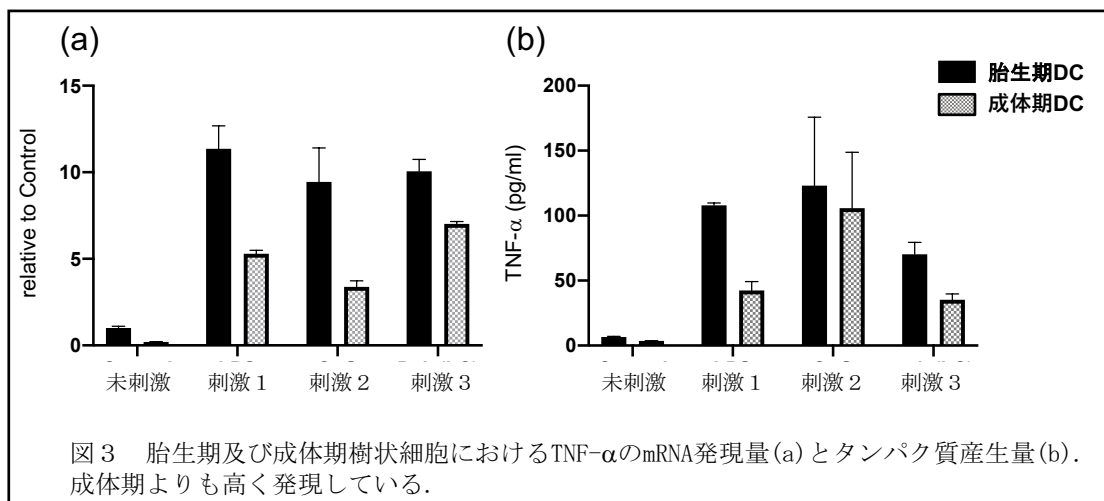 (a)
(b)
胎生期DC
成体期DC
relative to Control
15
10
5
0
未刺激
刺激１
刺激２
刺激３
TNF-α (pg/ml)
200
150
100
50
0
未刺激
刺激１
刺激２
刺激３
図３　胎生期及び成体期樹状細胞におけるTNF-αのmRNA発現量(a)とタンパク質産生量(b).
成体期よりも高く発現している.